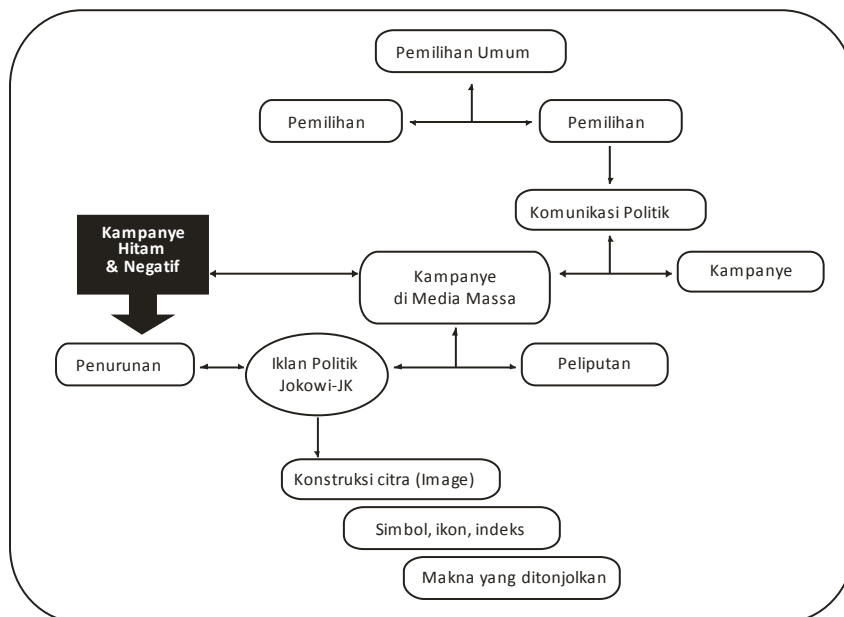 Pemilihan Umum
Pemilihan
Pemilihan
Komunikasi Politik
Kampanye
Hitam
& Negatif
Kampanye
di Media Massa
Kampanye
Penurunan
Iklan Politik
Jokowi-JK
Peliputan
Konstruksi citra (Image)
Simbol, ikon, indeks
Makna yang ditonjolkan